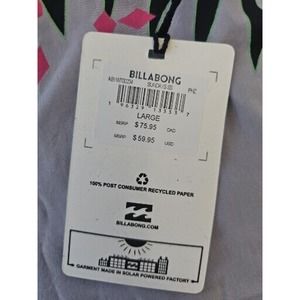 BILLABONG
PHZ
LARGE
MSRP $75.95 CAD
MSRP $59.95 USD
100% POST CONSUMER RECYCLED PAPER
BILLABONG.COM
GARMENT MADE IN SOLAR POWERED FACTORY